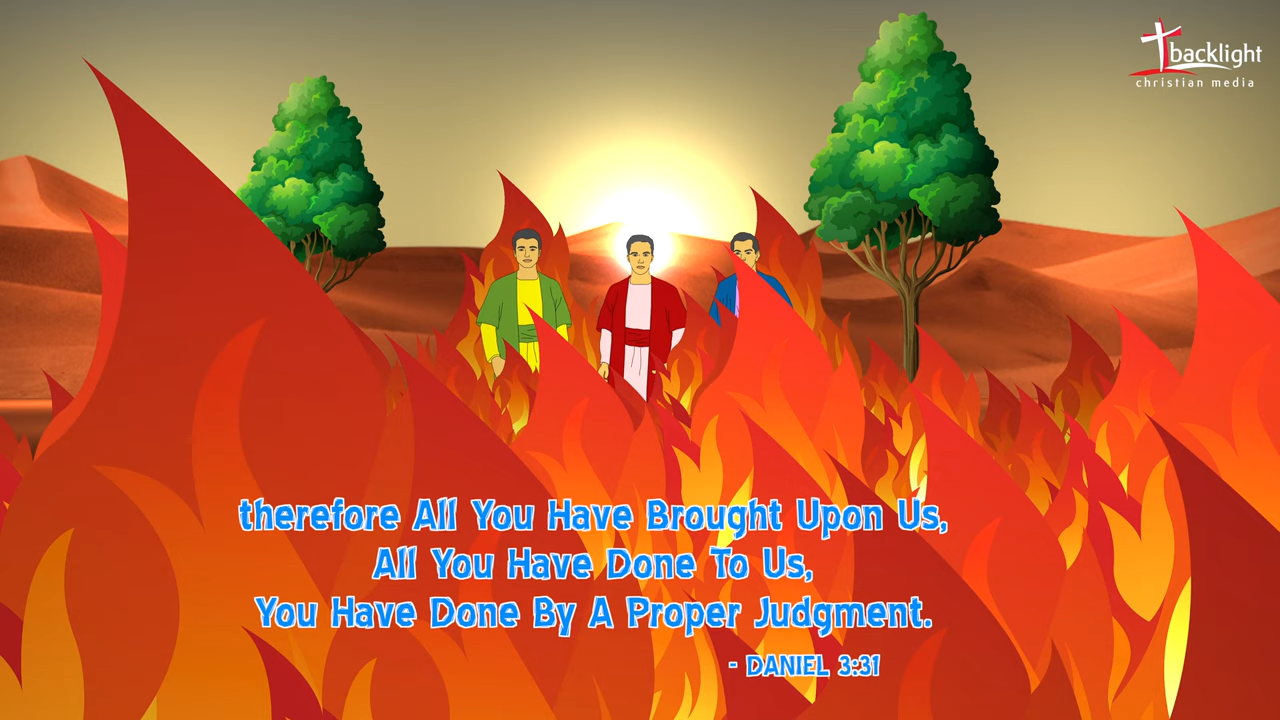 backlight
christian media
therefore All You Have Brought Upon Us,
All You Have Done To Us,
You Have Done By A Proper Judgment.
- DANIEL 3:31